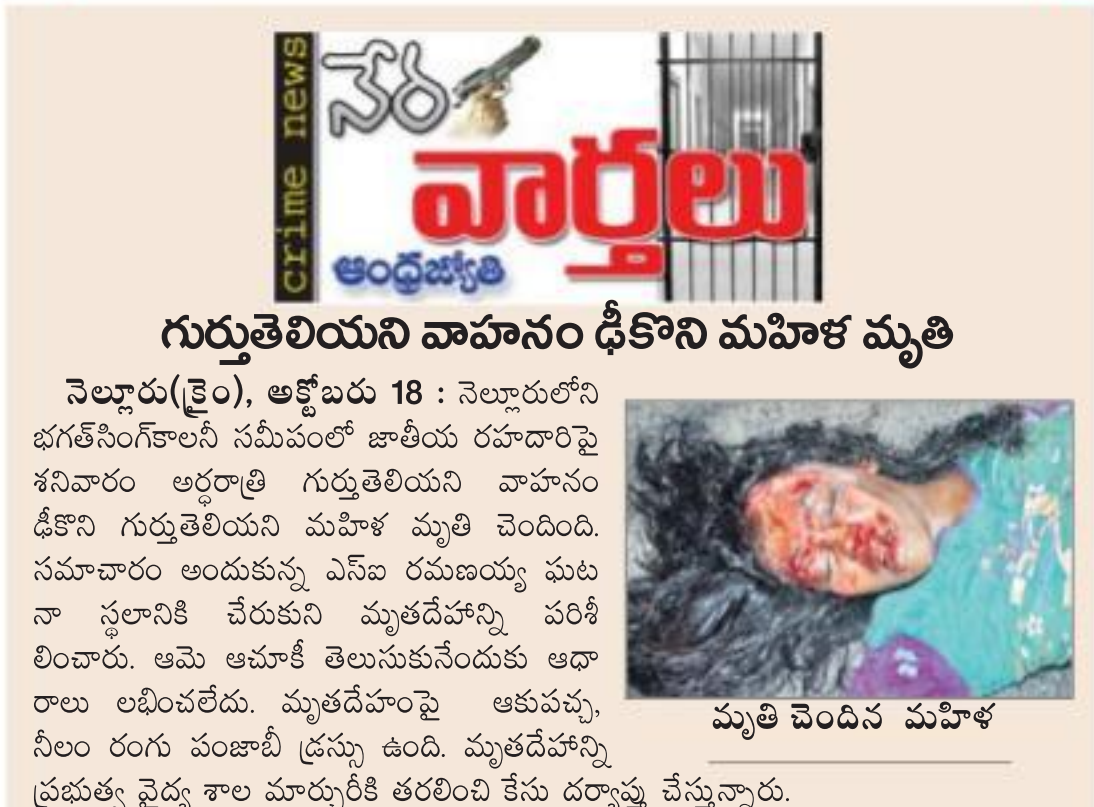 crime news
నేర
వార్తలు
ఆంధ్రజ్యోతి
గుర్తుతెలియని వాహనం ఢీకొని మహిళ మృతి
నెల్లూరు(క్రైం), అక్టోబరు 18 : నెల్లూరులోని
భగత్‌సింగ్‌కాలనీ సమీపంలో జాతీయ రహదారిపై
శనివారం అర్ధరాత్రి గుర్తుతెలియని వాహనం
ఢీకొని గుర్తుతెలియని మహిళ మృతి చెందింది.
సమాచారం అందుకున్న ఎస్ఐ రమణయ్య ఘట
నా స్థలానికి చేరుకుని మృతదేహాన్ని పరిశీ
లించారు. ఆమె ఆచూకీ తెలుసుకునేందుకు ఆధా
రాలు లభించలేదు. మృతదేహంపై ఆకుపచ్చ,
నీలం రంగు పంజాబీ డ్రస్సు ఉంది. మృతదేహాన్ని
ప్రభుత్వ వైద్య శాల మార్చురీకి తరలించి కేసు దర్యాప్తు చేస్తున్నారు.
మృతి చెందిన మహిళ